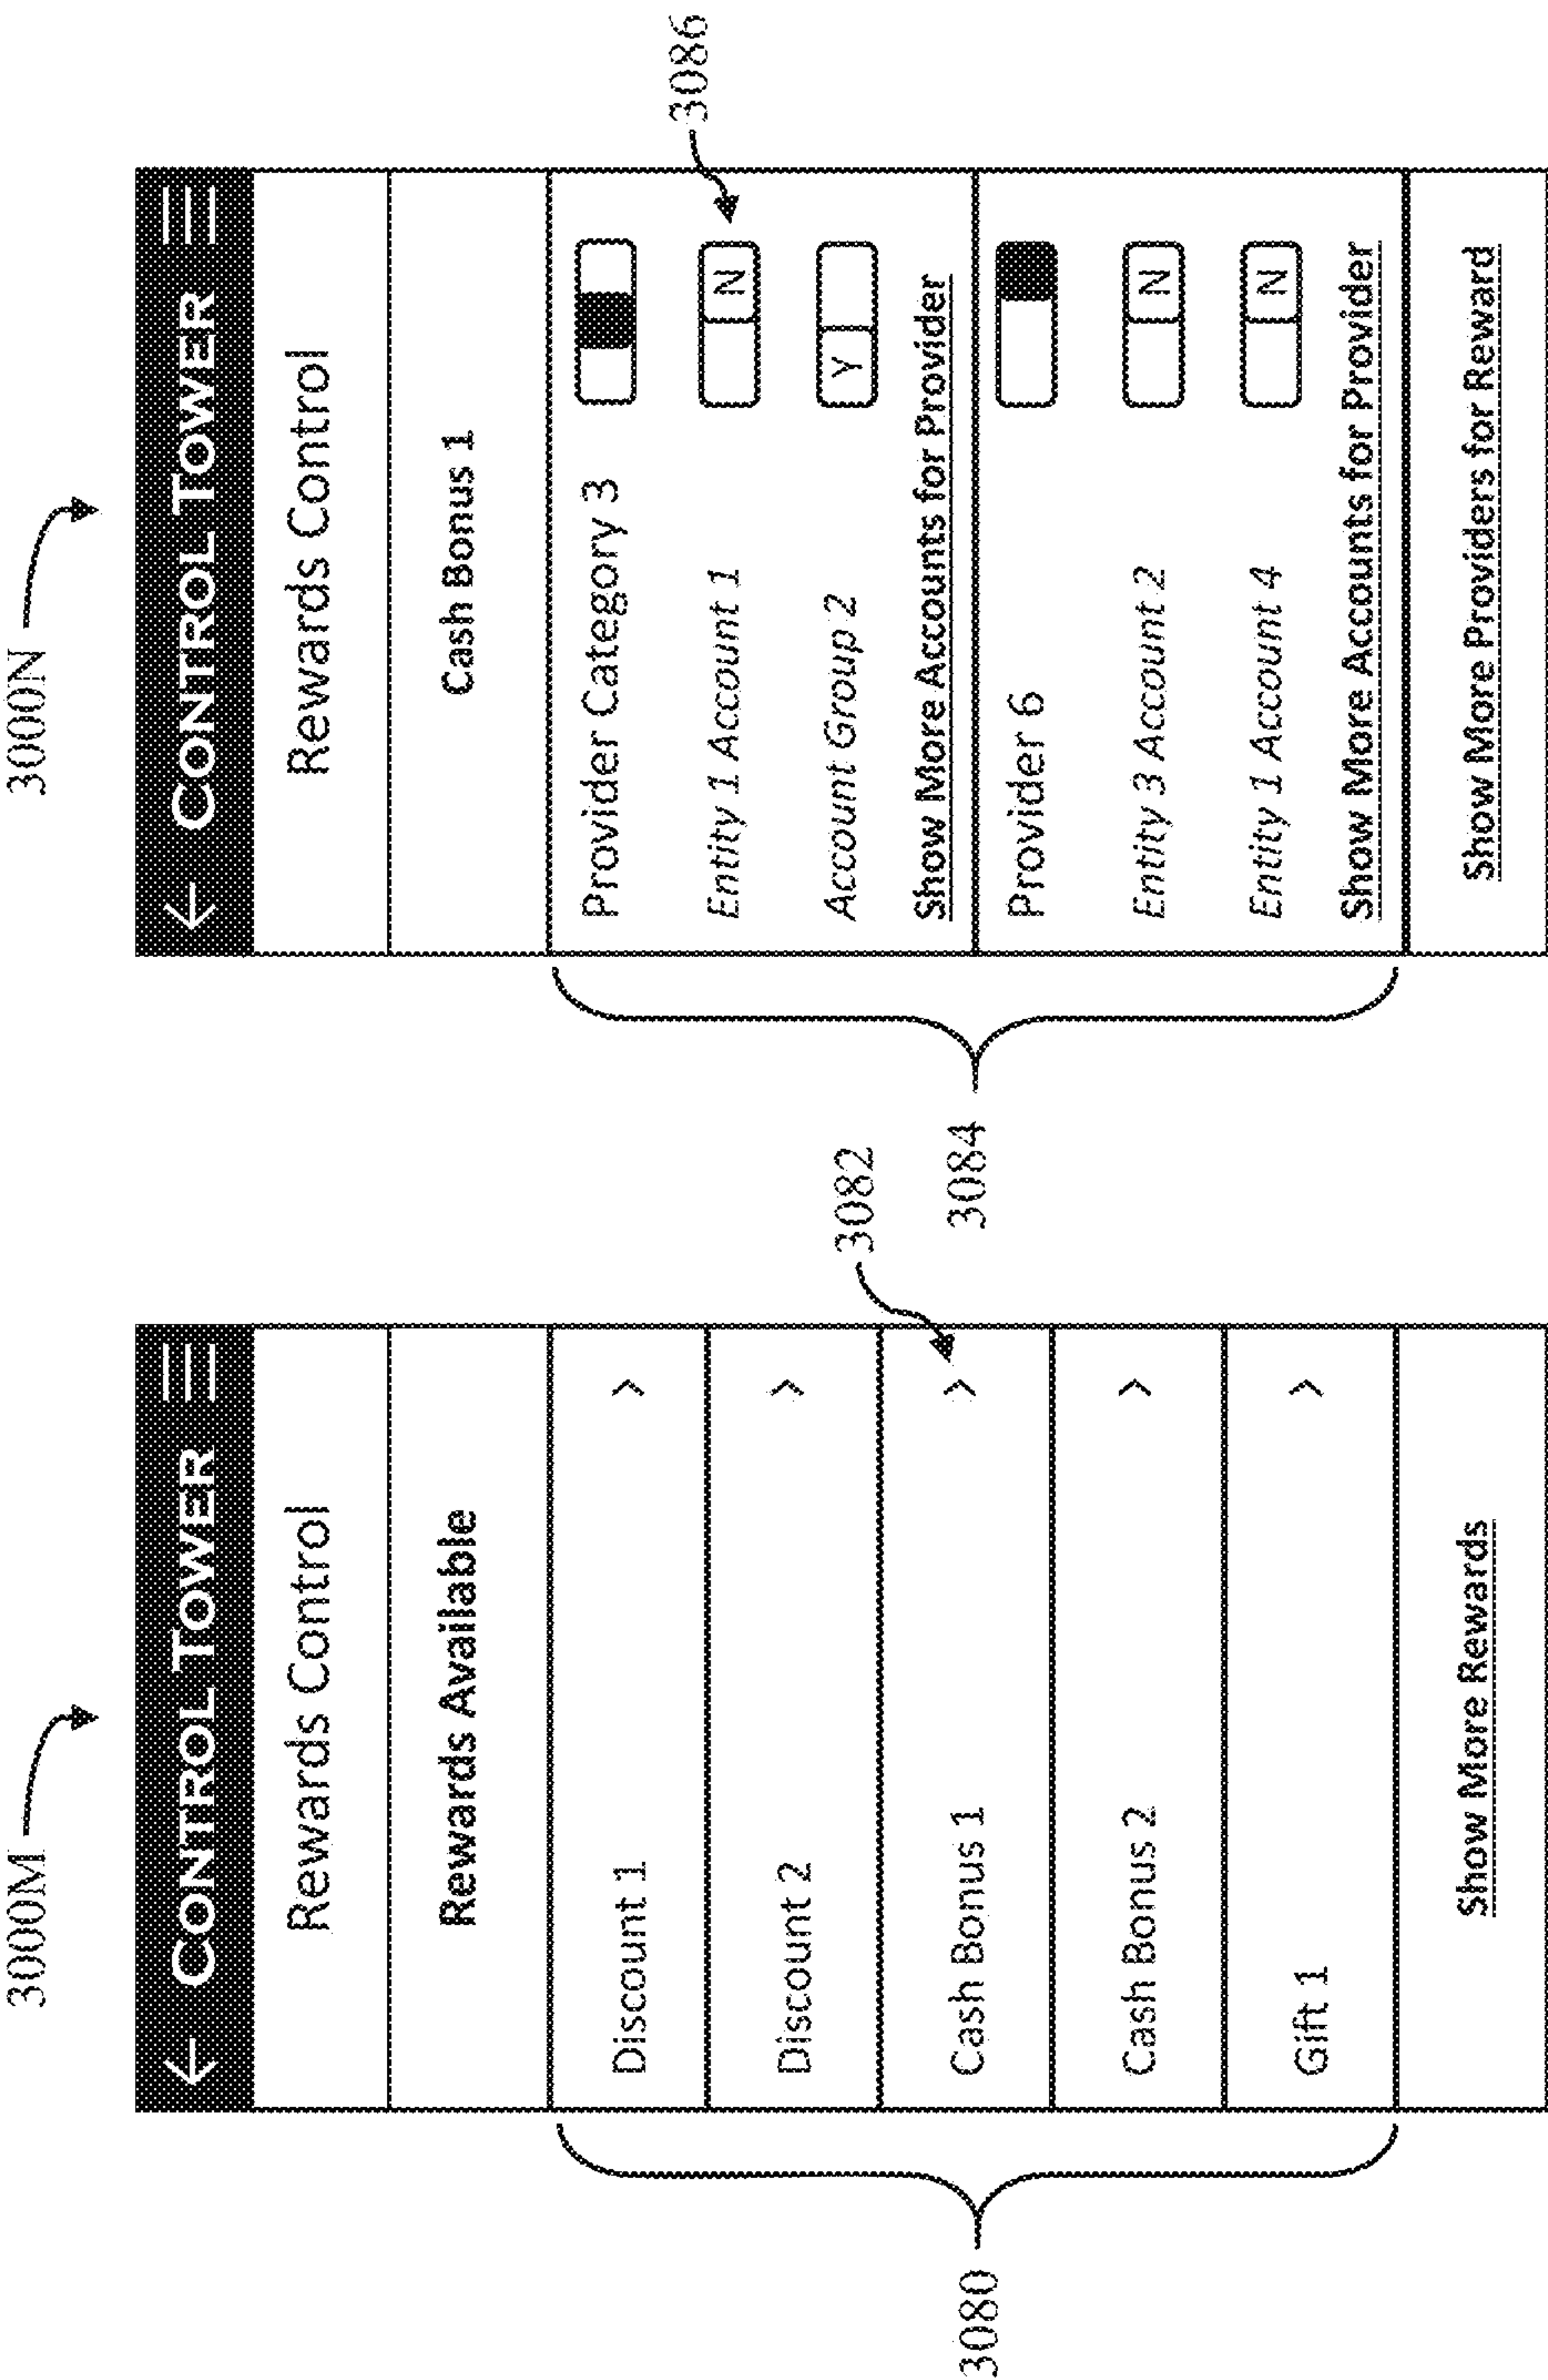 3000M
← CONTROL TOWER
Rewards Control
Rewards Available
Discount 1 >
Discount 2 >
Cash Bonus 1 >
Cash Bonus 2 >
Gift 1 >
Show More Rewards
3080
3082
3000N
← CONTROL TOWER
Rewards Control
Cash Bonus 1
Provider Category 3
Entity 1 Account 1 N
Account Group 2 Y
Show More Accounts for Provider
Provider 6
Entity 3 Account 2 N
Entity 1 Account 4 N
Show More Accounts for Provider
Show More Providers for Reward
3084
3086